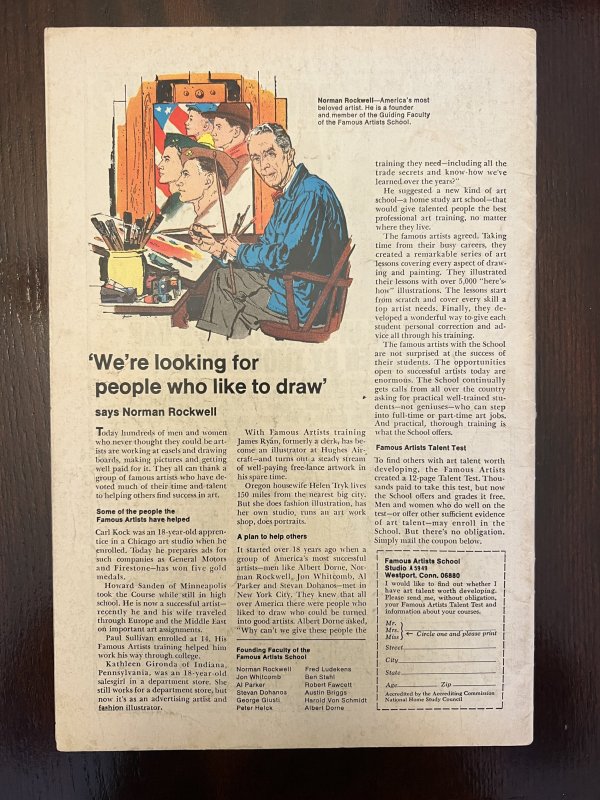 Norman Rockwell—America's most
beloved artist. He is a founder
and member of the Guiding Faculty
of the Famous Artists School.
'We're looking for
people who like to draw'
says Norman Rockwell
Today hundreds of men and women
who never thought they could be art-
ists are working at easels and drawing
boards, making pictures and getting
well paid for it. They all can thank a
group of famous artists who have de-
voted much of their time and talent
to helping others find success in art.
Some of the people the
Famous Artists have helped
Carl Kock was an 18-year-old appren-
tice in a Chicago art studio when he
enrolled. Today he prepares ads for
such companies as General Motors
and Firestone—has won five gold
medals.
Howard Sanden of Minneapolis
took the Course while still in high
school. He is now a successful artist—
recently he and his wife traveled
through Europe and the Middle East
on important art assignments.
Paul Sullivan enrolled at 14. His
Famous Artists training helped him
work his way through college.
Kathleen Gironda of Indiana,
Pennsylvania, was an 18-year-old
salesgirl in a department store. She
still works for a department store, but
now it's as an advertising artist and
fashion illustrator.
With Famous Artists training
James Ryan, formerly a clerk, has be-
come an illustrator at Hughes Air-
craft—and turns out a steady stream
of well-paying free-lance artwork in
his spare time.
Oregon housewife Helen Tryk lives
150 miles from the nearest big city.
But she does fashion illustration, has
her own studio, runs an art work
shop, does portraits.
A plan to help others
It started over 18 years ago when a
group of America's most successful
artists—men like Albert Dorne, Nor-
man Rockwell, Jon Whitcomb, Al
Parker and Stevan Dohanos—met in
New York City. They knew that all
over America there were people who
liked to draw who could be turned
into good artists. Albert Dorne asked,
"Why can't we give these people the
Founding Faculty of the
Famous Artists School
Norman Rockwell
Jon Whitcomb
Al Parker
Stevan Dohanos
George Giusti
Peter Helck
Fred Ludekens
Ben Stahl
Robert Fawcett
Austin Briggs
Harold Von Schmidt
Albert Dorne
training they need—including all the
trade secrets and know-how we've
learned over the years?"
He suggested a new kind of art
school—a home study art school—that
would give talented people the best
professional art training, no matter
where they live.
The famous artists agreed. Taking
time from their busy careers, they
created a remarkable series of art
lessons covering every aspect of draw-
ing and painting. They illustrated
their lessons with over 5,000 "here's-
how" illustrations. The lessons start
from scratch and cover every skill a
top artist needs. Finally, they de-
veloped a wonderful way to give each
student personal correction and ad-
vice all through his training.
The famous artists with the School
are not surprised at the success of
their students. The opportunities
open to successful artists today are
enormous. The School continually
gets calls from all over the country
asking for practical well-trained stu-
dents—not geniuses—who can step
into full-time or part-time art jobs.
And practical, thorough training is
what the School offers.
Famous Artists Talent Test
To find others with art talent worth
developing, the Famous Artists
created a 12-page Talent Test. Thou-
sands paid to take this test, but now
the School offers and grades it free.
Men and women who do well on the
test—or offer other sufficient evidence
of art talent—may enroll in the
School. But there's no obligation.
Simply mail the coupon below.
Famous Artists School
Studio A3949
Westport, Conn. 06880
I would like to find out whether I
have art talent worth developing.
Please send me, without obligation,
your Famous Artists Talent Test and
information about your courses.
Mr.
Mrs. ← Circle one and please print
Miss
Street
City
State
Age Zip
Accredited by the Accrediting Commission
National Home Study Council